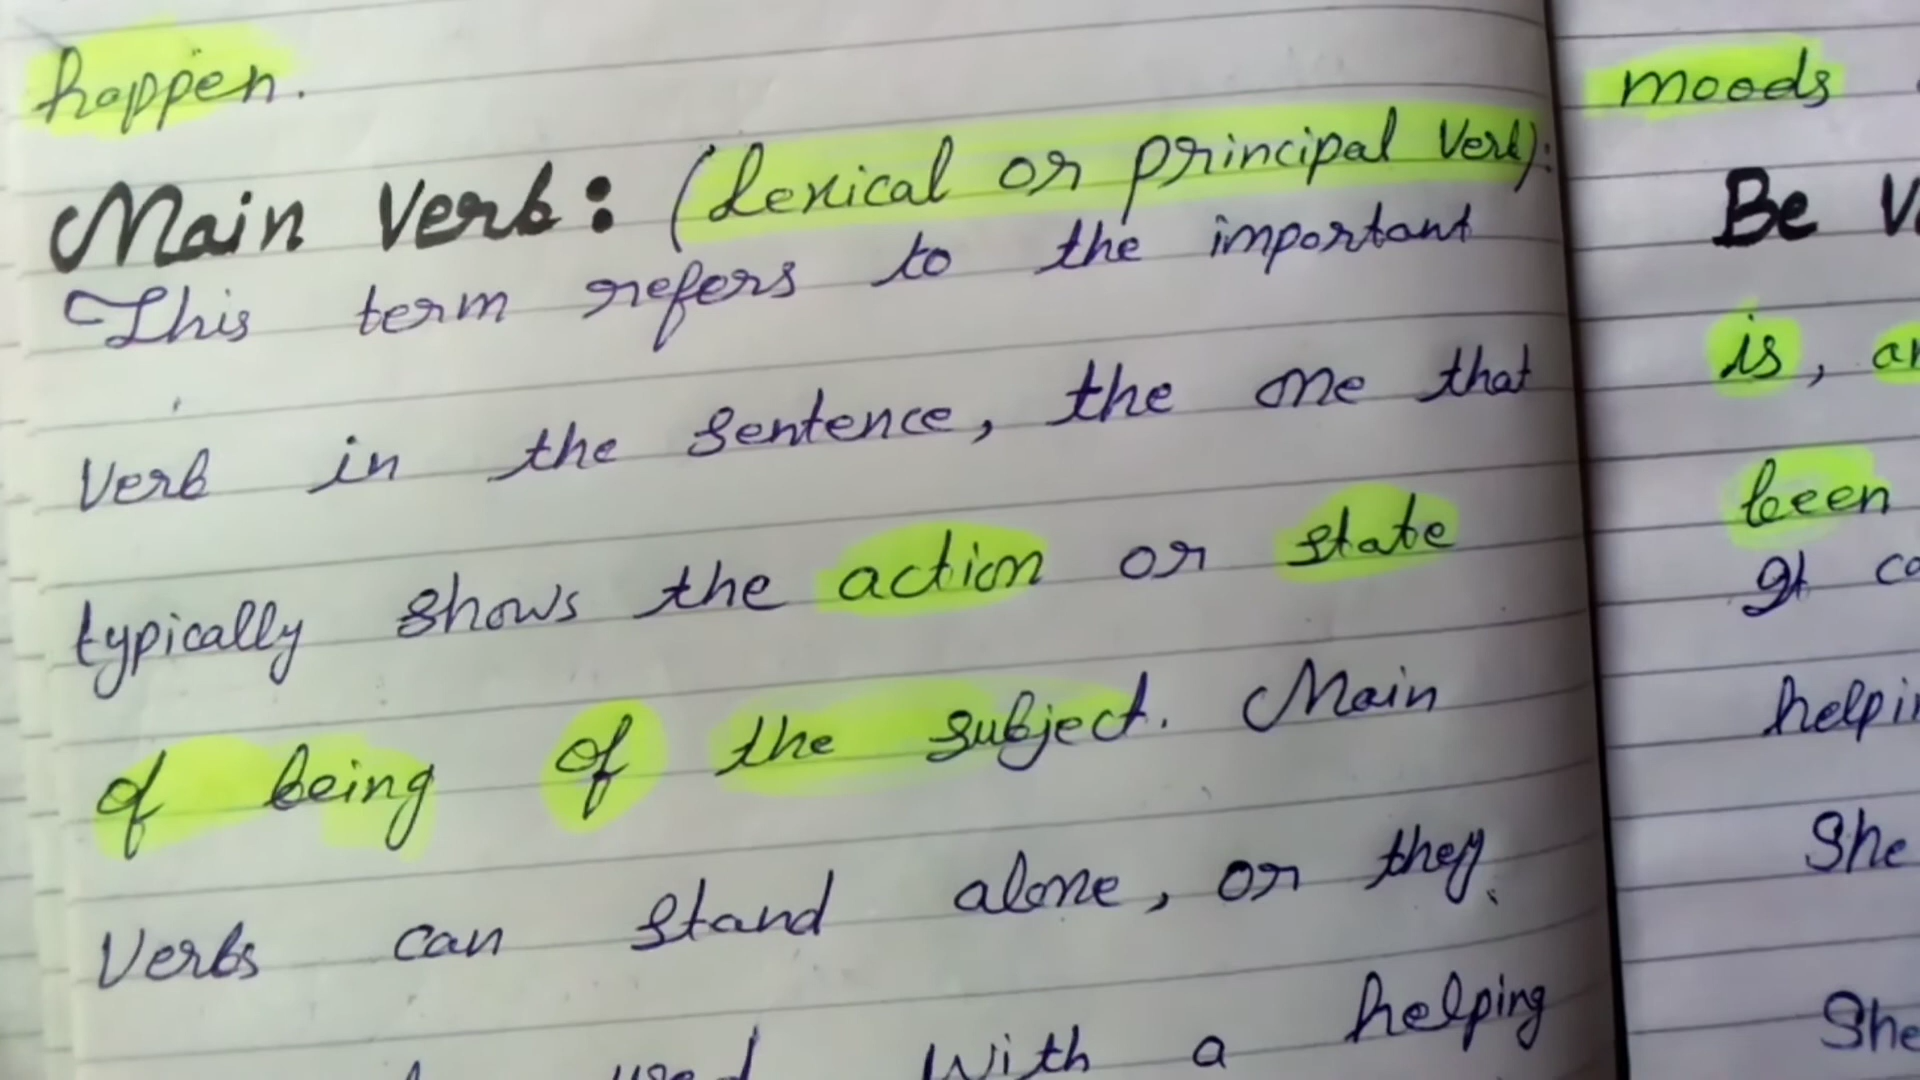 happen.
Main Verb: (Lexical or principal Verb):
This term refers to the important
Verb in the sentence, the one that
typically shows the action or state
of being of the subject. Main
Verbs can stand alone, or they
used with a helping
moods
Be
is,
been
It
She
She